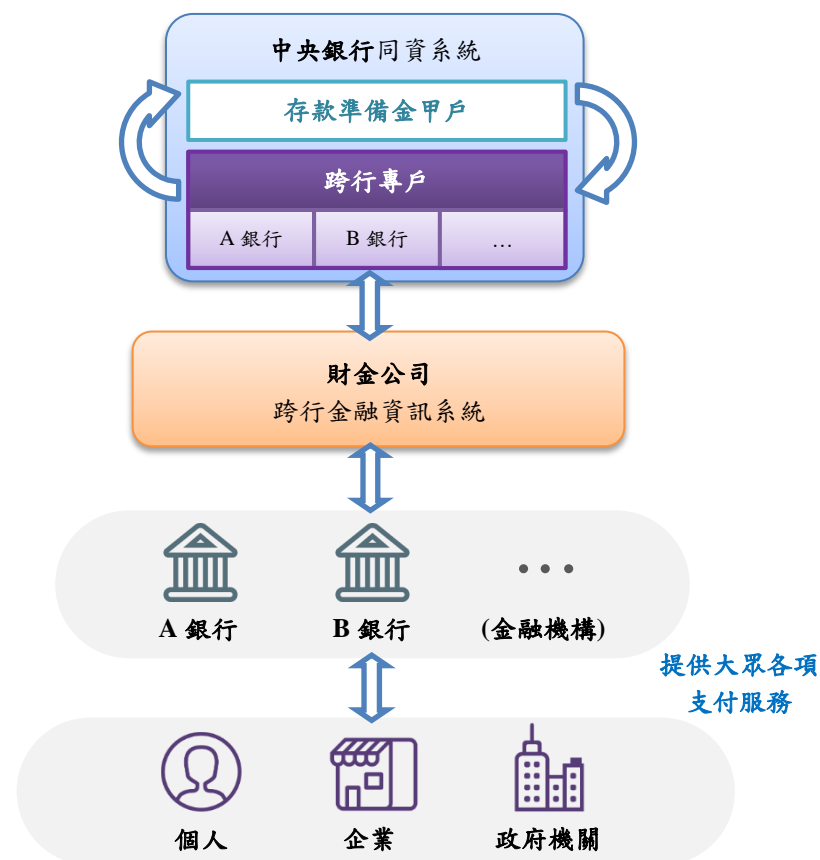 中央銀行同資系統
存款準備金甲戶
跨行專戶
A 銀行
B 銀行
…
財金公司
跨行金融資訊系統
A 銀行
B 銀行
…
(金融機構)
提供大眾各項
支付服務
個人
企業
政府機關